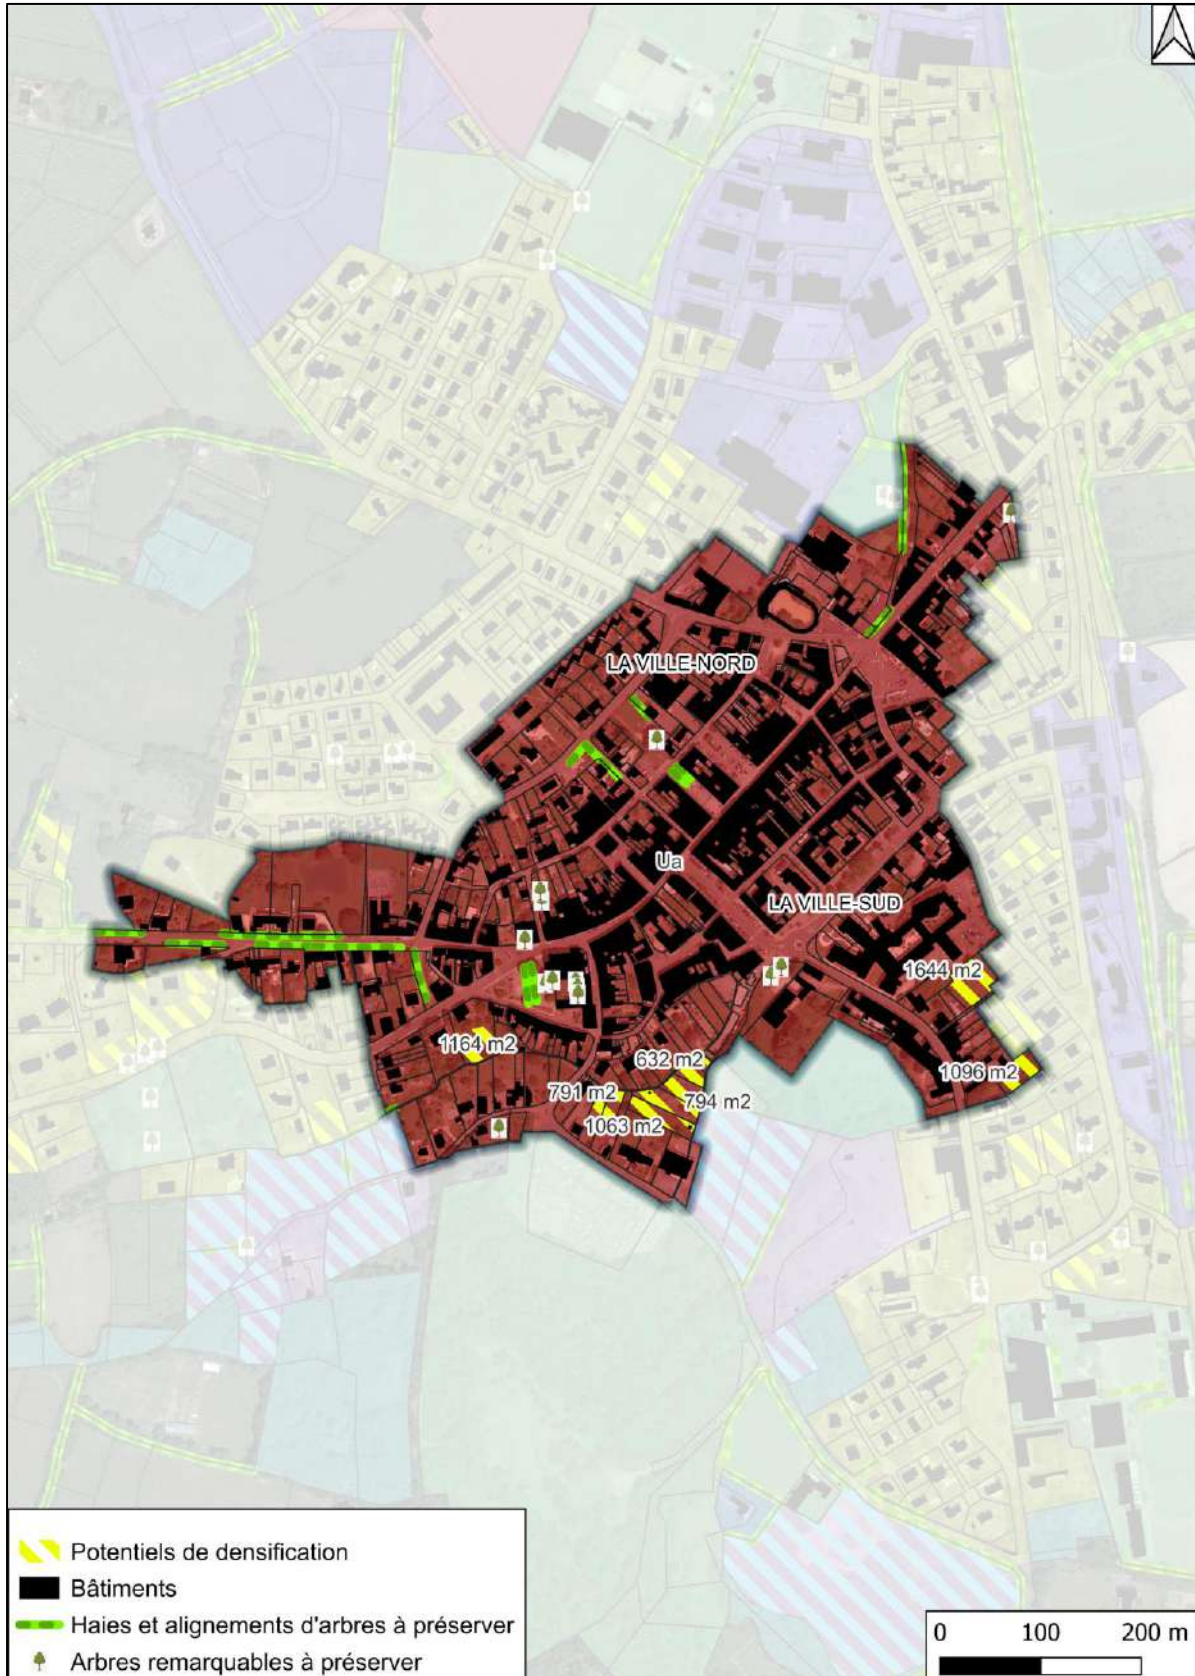 LA VILLE-NORD
Ua
LA VILLE-SUD
1644 m2
1164 m2
632 m2
1096 m2
791 m2
794 m2
1063 m2
Potentiels de densification
Bâtiments
Haies et alignements d'arbres à préserver
Arbres remarquables à préserver
0 100 200 m